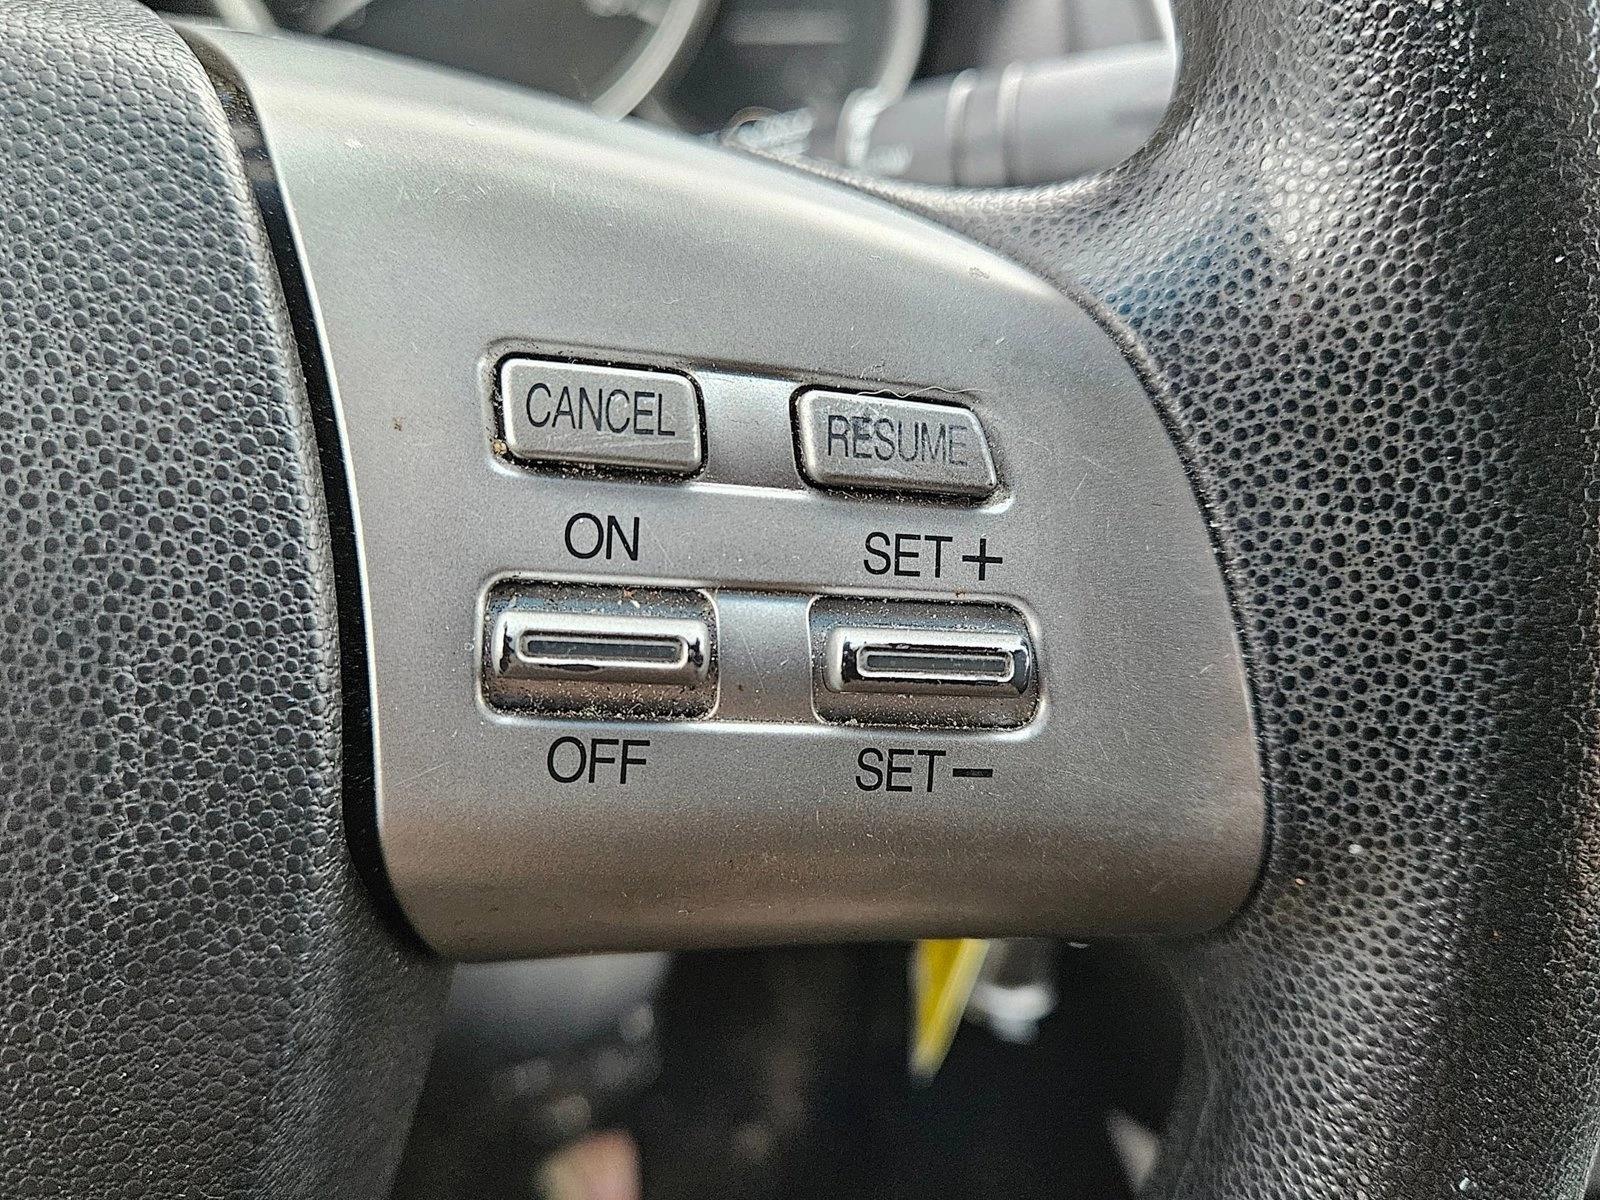 CANCEL RESUME
ON SET +
OFF SET −